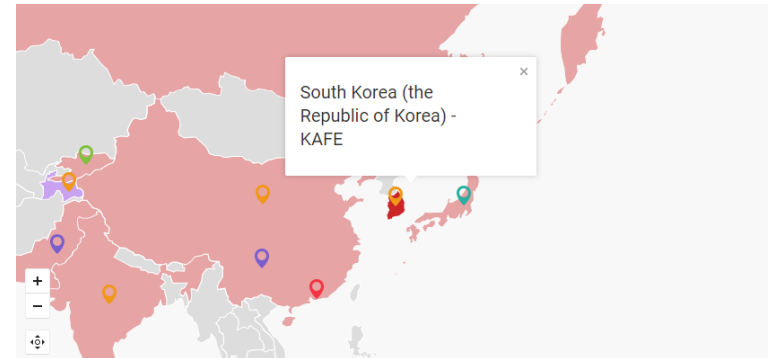 ×
South Korea (the
Republic of Korea) -
KAFE
+
−